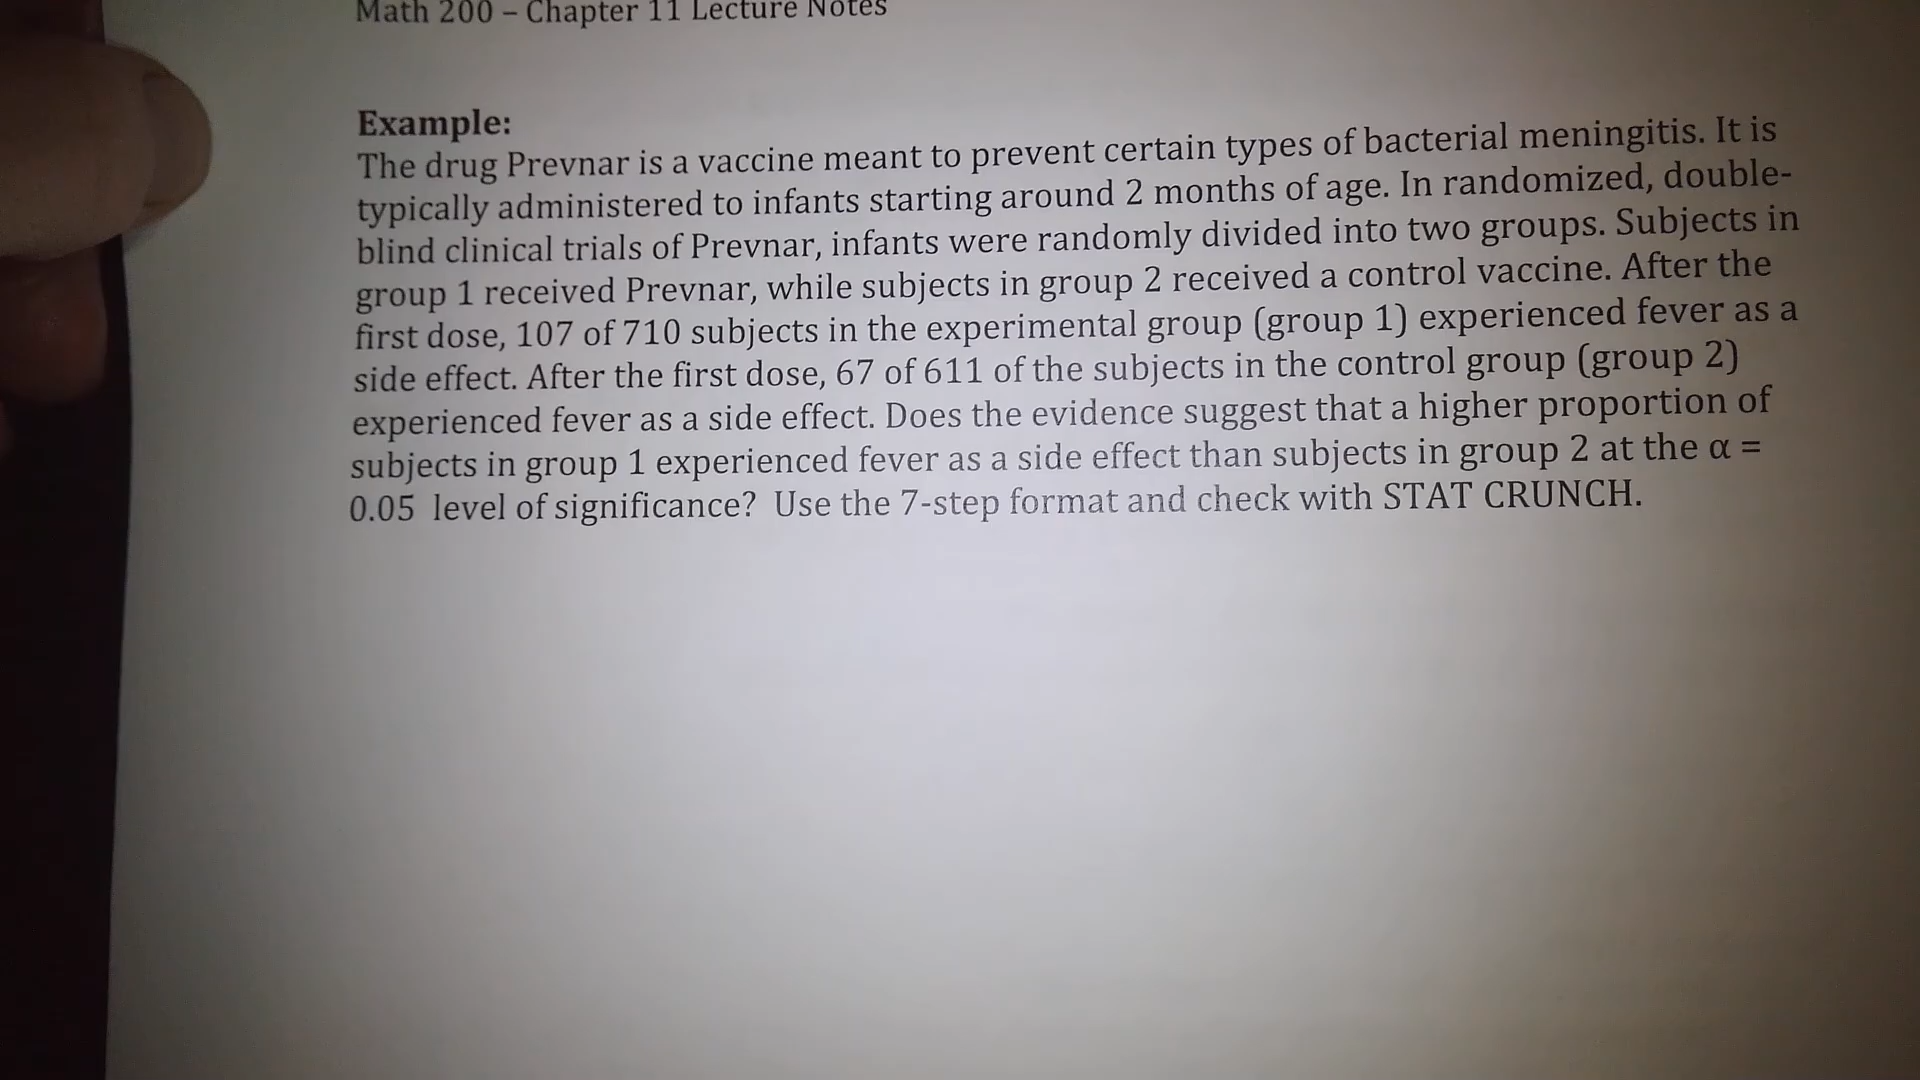 Math 200 – Chapter 11 Lecture Notes
Example:
The drug Prevnar is a vaccine meant to prevent certain types of bacterial meningitis. It is
typically administered to infants starting around 2 months of age. In randomized, double-
blind clinical trials of Prevnar, infants were randomly divided into two groups. Subjects in
group 1 received Prevnar, while subjects in group 2 received a control vaccine. After the
first dose, 107 of 710 subjects in the experimental group (group 1) experienced fever as a
side effect. After the first dose, 67 of 611 of the subjects in the control group (group 2)
experienced fever as a side effect. Does the evidence suggest that a higher proportion of
subjects in group 1 experienced fever as a side effect than subjects in group 2 at the α =
0.05 level of significance? Use the 7-step format and check with STAT CRUNCH.